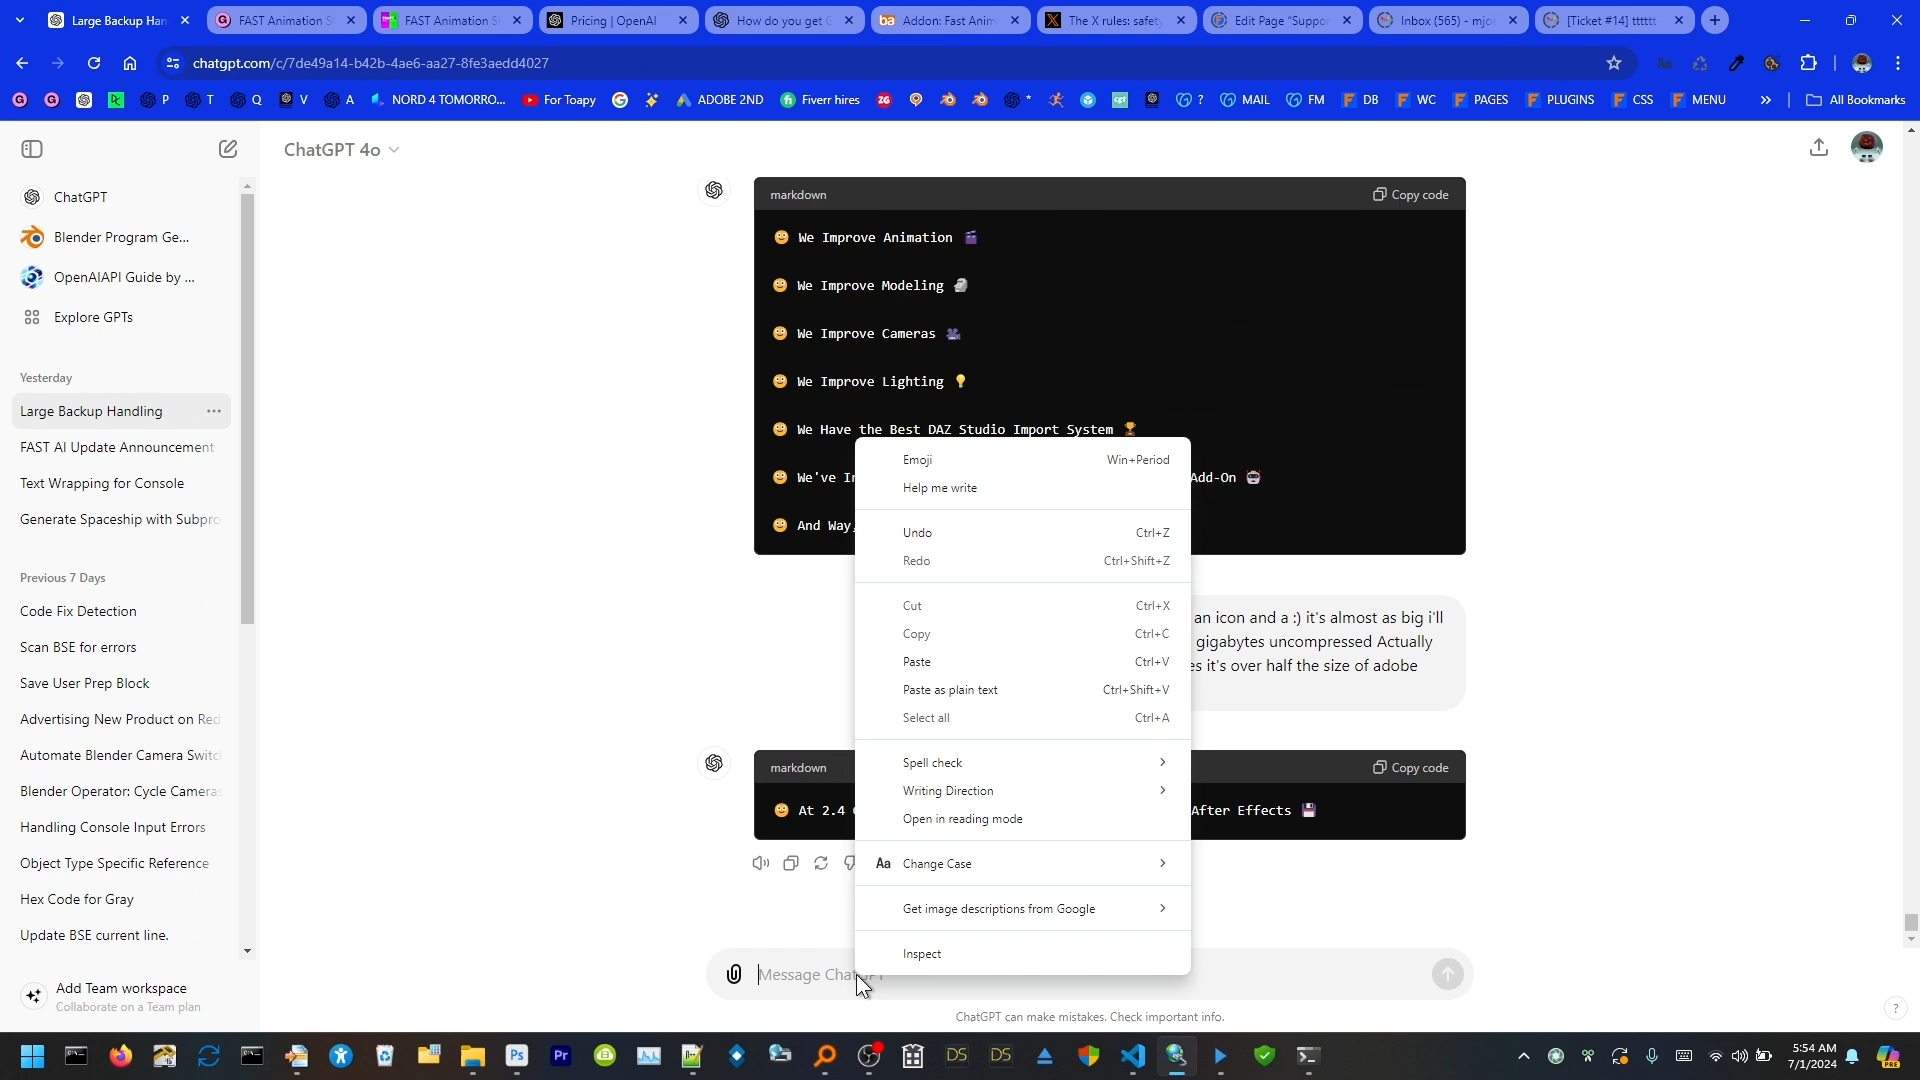 Large Backup Han
FAST Animation S
FAST Animation S
Pricing | OpenAI
How do you get C
Addon: Fast Anim
The X rules: safet
Edit Page "Suppo
Inbox (565) - mjo
[Ticket #14] tttttt
chatgpt.com/c/7de49a14-b42b-4ae6-aa27-8fe3aedd4027
P
T
Q
V
A
NORD 4 TOMORRO...
For Toapy
ADOBE 2ND
Fiverr hires
*
?
MAIL
FM
DB
WC
PAGES
PLUGINS
CSS
MENU
»
All Bookmarks
ChatGPT 4o
ChatGPT
Blender Program Ge...
OpenAIAPI Guide by ...
Explore GPTs
Yesterday
Large Backup Handling
FAST AI Update Announcement
Text Wrapping for Console
Generate Spaceship with Subpro
Previous 7 Days
Code Fix Detection
Scan BSE for errors
Save User Prep Block
Advertising New Product on Red
Automate Blender Camera Switc
Blender Operator: Cycle Cameras
Handling Console Input Errors
Object Type Specific Reference
Hex Code for Gray
Update BSE current line.
Add Team workspace
Collaborate on a Team plan
markdown
Copy code
😊 We Improve Animation 🎬
😊 We Improve Modeling 🗿
😊 We Improve Cameras 🎥
😊 We Improve Lighting 💡
😊 We Have the Best DAZ Studio Import System 🏆
😊 We've In
Add-On 🤖
😊 And Way,
an icon and a :) it's almost as big i'll
gigabytes uncompressed Actually
es it's over half the size of adobe
markdown
Copy code
😊 At 2.4
After Effects 💾
Emoji Win+Period
Help me write
Undo Ctrl+Z
Redo Ctrl+Shift+Z
Cut Ctrl+X
Copy Ctrl+C
Paste Ctrl+V
Paste as plain text Ctrl+Shift+V
Select all Ctrl+A
Spell check
Writing Direction
Open in reading mode
Aa Change Case
Get image descriptions from Google
Inspect
Message ChatGPT
ChatGPT can make mistakes. Check important info.
?
Ps
Pr
DS
DS
5:54 AM
7/1/2024